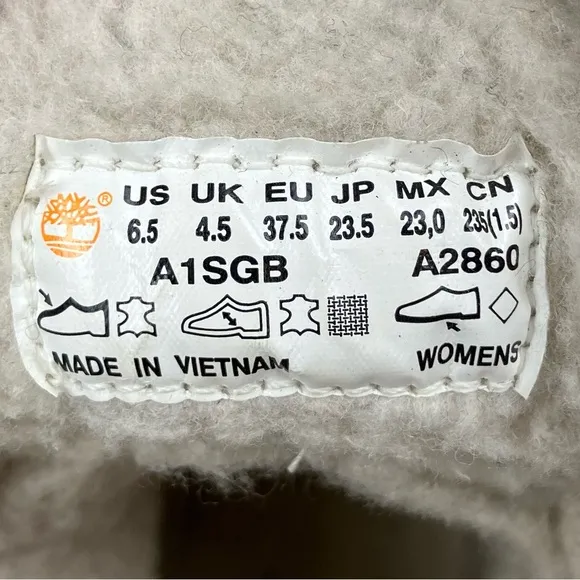 ® US UK EU JP MX CN
6.5 4.5 37.5 23.5 23,0 235(1.5)
A1SGB A2860
MADE IN VIETNAM WOMENS